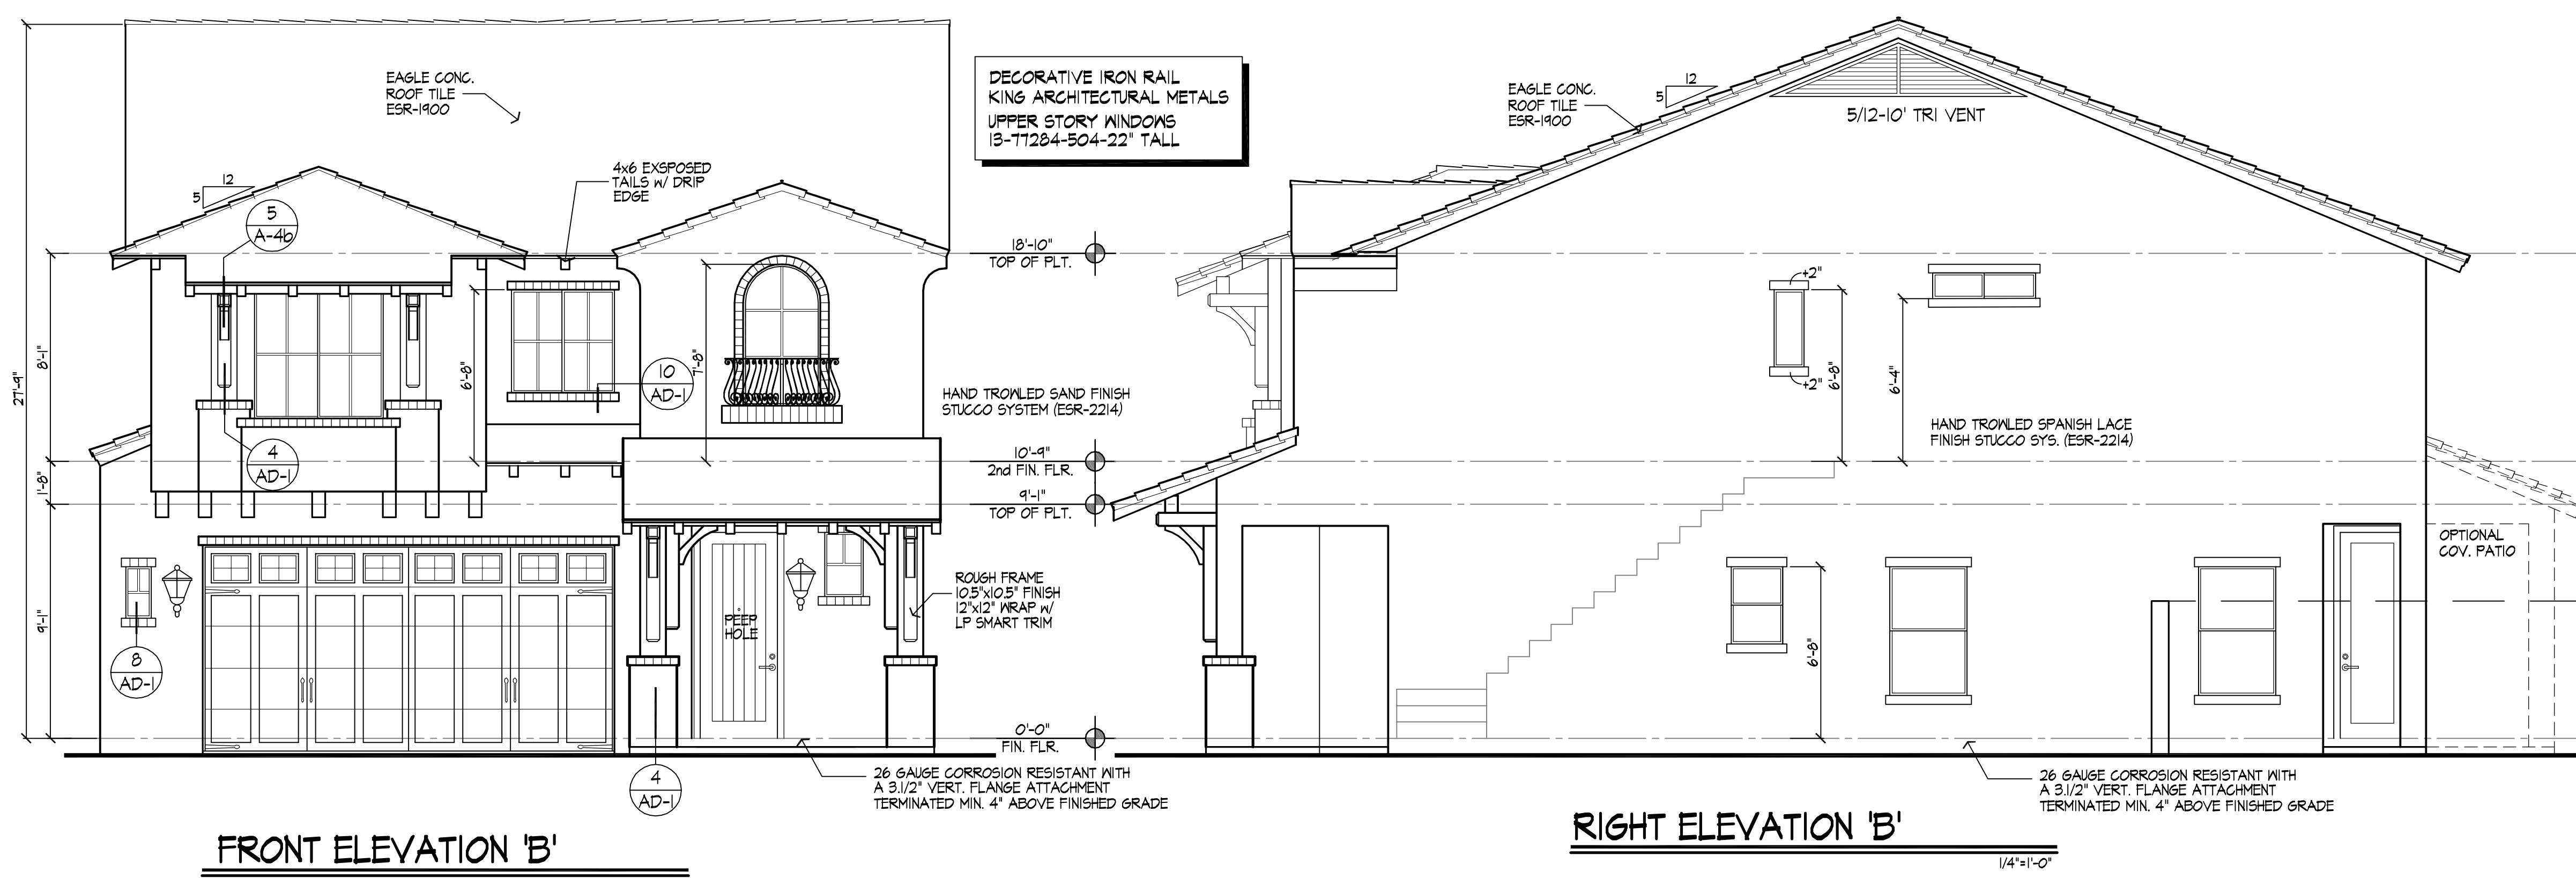 EAGLE CONC.
ROOF TILE
ESR-1900
DECORATIVE IRON RAIL
KING ARCHITECTURAL METALS
UPPER STORY WINDOWS
13-77284-504-22" TALL
EAGLE CONC.
ROOF TILE
ESR-1900
12
5
5/12-10' TRI VENT
4x6 EXSPOSED
TAILS w/ DRIP
EDGE
12
5
5
A-4b
18'-10"
TOP OF PLT.
+2"
+2"
6'-8"
6'-4"
27'-9"
8'-1"
6'-8"
7'-8"
10
AD-1
HAND TROWLED SAND FINISH
STUCCO SYSTEM (ESR-2214)
HAND TROWLED SPANISH LACE
FINISH STUCCO SYS. (ESR-2214)
4
AD-1
10'-9"
2nd FIN. FLR.
1'-8"
9'-1"
TOP OF PLT.
OPTIONAL
COV. PATIO
ROUGH FRAME
10.5"x10.5" FINISH
12"x12" WRAP w/
LP SMART TRIM
PEEP
HOLE
9'-1"
8
AD-1
6'-8"
0'-0"
FIN. FLR.
4
AD-1
26 GAUGE CORROSION RESISTANT WITH
A 3.1/2" VERT. FLANGE ATTACHMENT
TERMINATED MIN. 4" ABOVE FINISHED GRADE
26 GAUGE CORROSION RESISTANT WITH
A 3.1/2" VERT. FLANGE ATTACHMENT
TERMINATED MIN. 4" ABOVE FINISHED GRADE
FRONT ELEVATION 'B'
RIGHT ELEVATION 'B'
1/4"=1'-0"